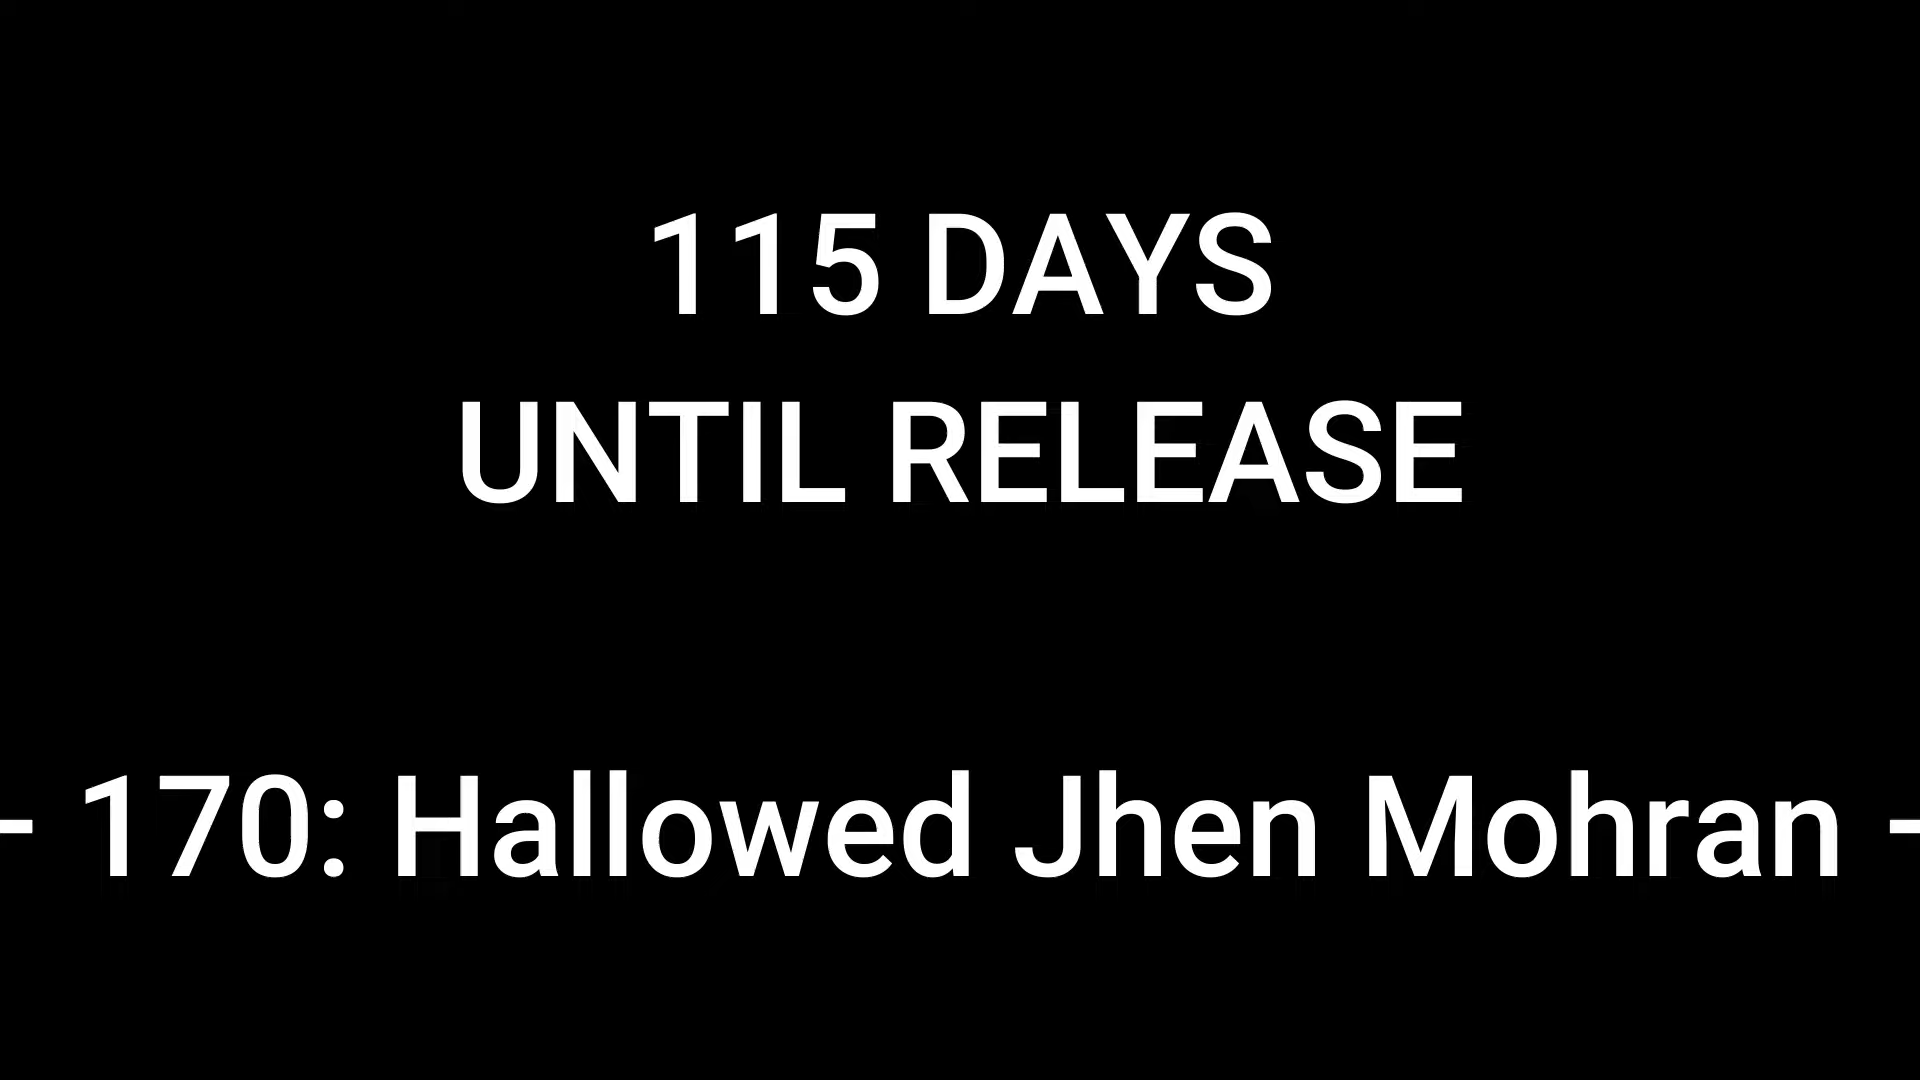 115 DAYS
UNTIL RELEASE
- 170: Hallowed Jhen Mohran -